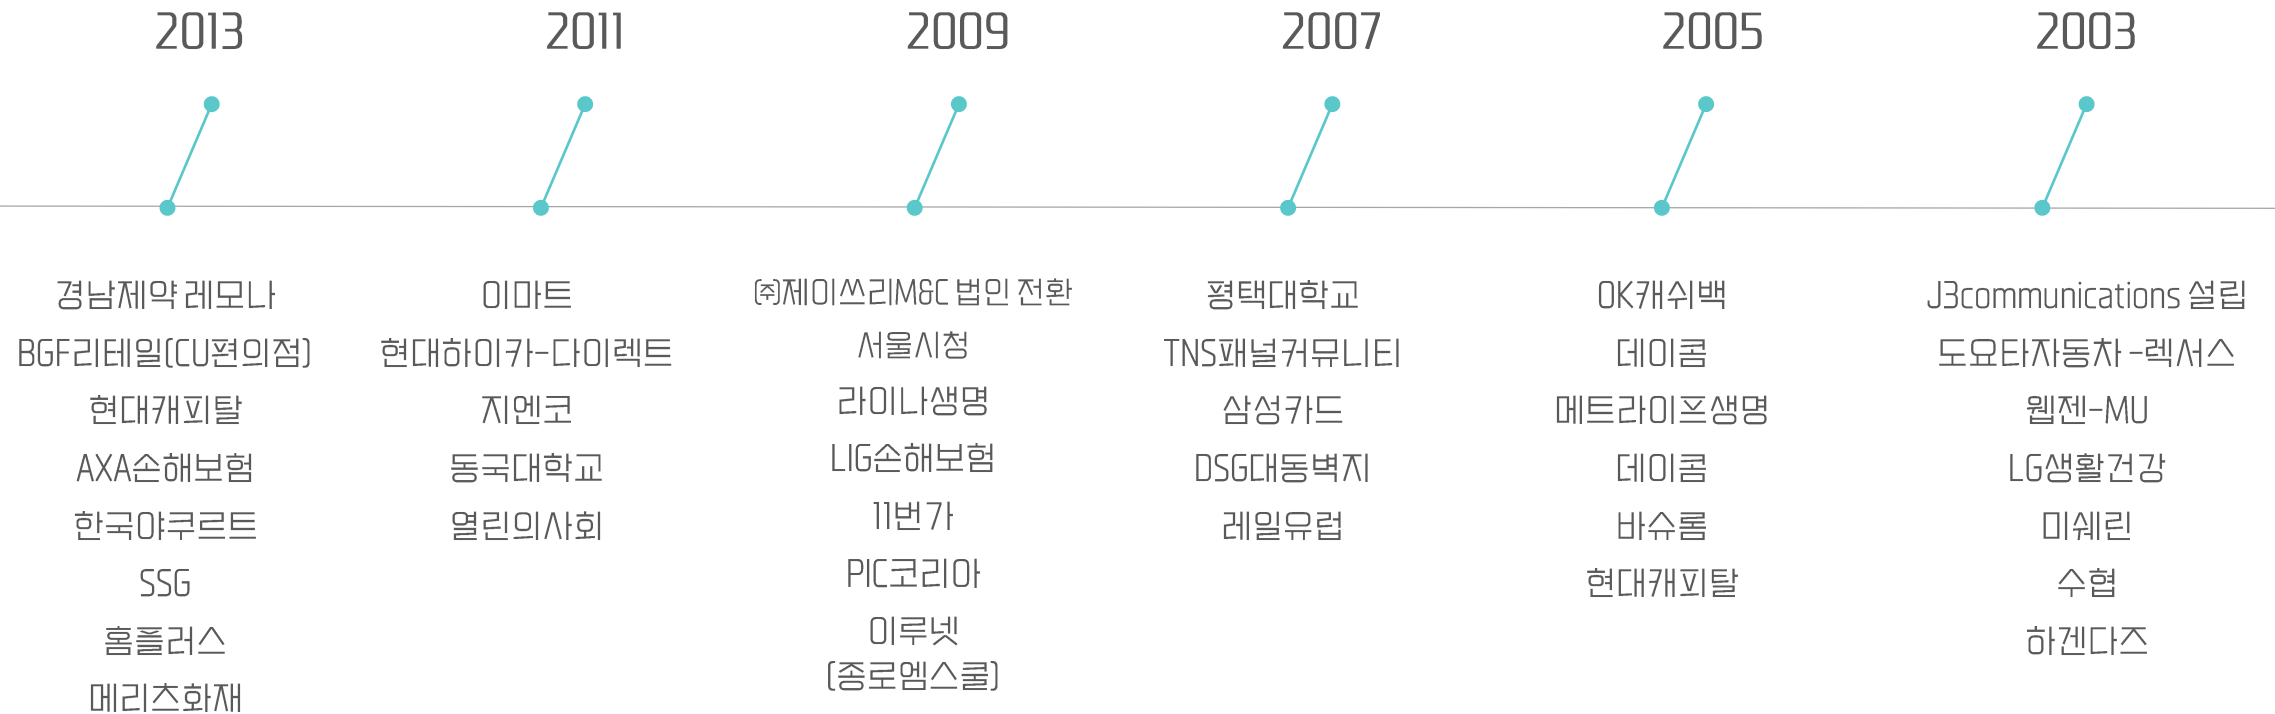 2013
경남제약 레모나
BGF리테일(CU편의점)
현대캐피탈
AXA손해보험
한국야쿠르트
SSG
홈플러스
메리츠화재
2011
이마트
현대하이카-다이렉트
지엔코
동국대학교
열린의사회
2009
㈜제이쓰리M&C 법인 전환
서울시청
라이나생명
LIG손해보험
11번가
PIC코리아
이루넷
(종로엠스쿨)
2007
평택대학교
TNS패널커뮤니티
삼성카드
DSG대동벽지
레일유럽
2005
OK캐쉬백
데이콤
메트라이프생명
데이콤
바슈롬
현대캐피탈
2003
J3communications 설립
도요타자동차 -렉서스
웹젠-MU
LG생활건강
미쉐린
수협
하겐다즈